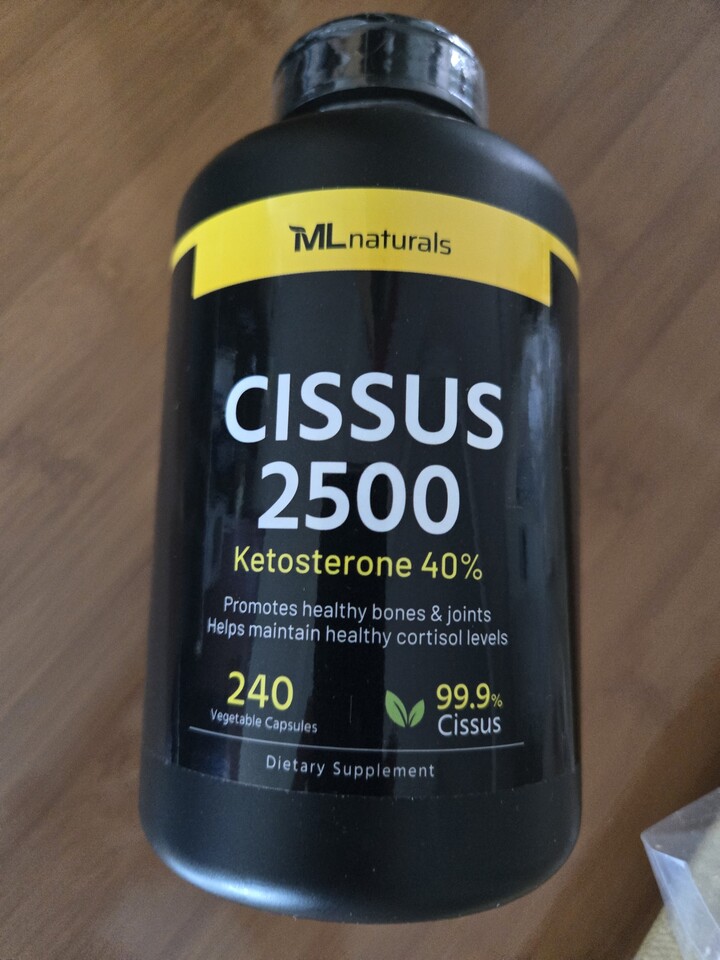 MLnaturals
CISSUS
2500
Ketosterone 40%
Promotes healthy bones & joints
Helps maintain healthy cortisol levels
240
Vegetable Capsules
99.9%
Cissus
Dietary Supplement